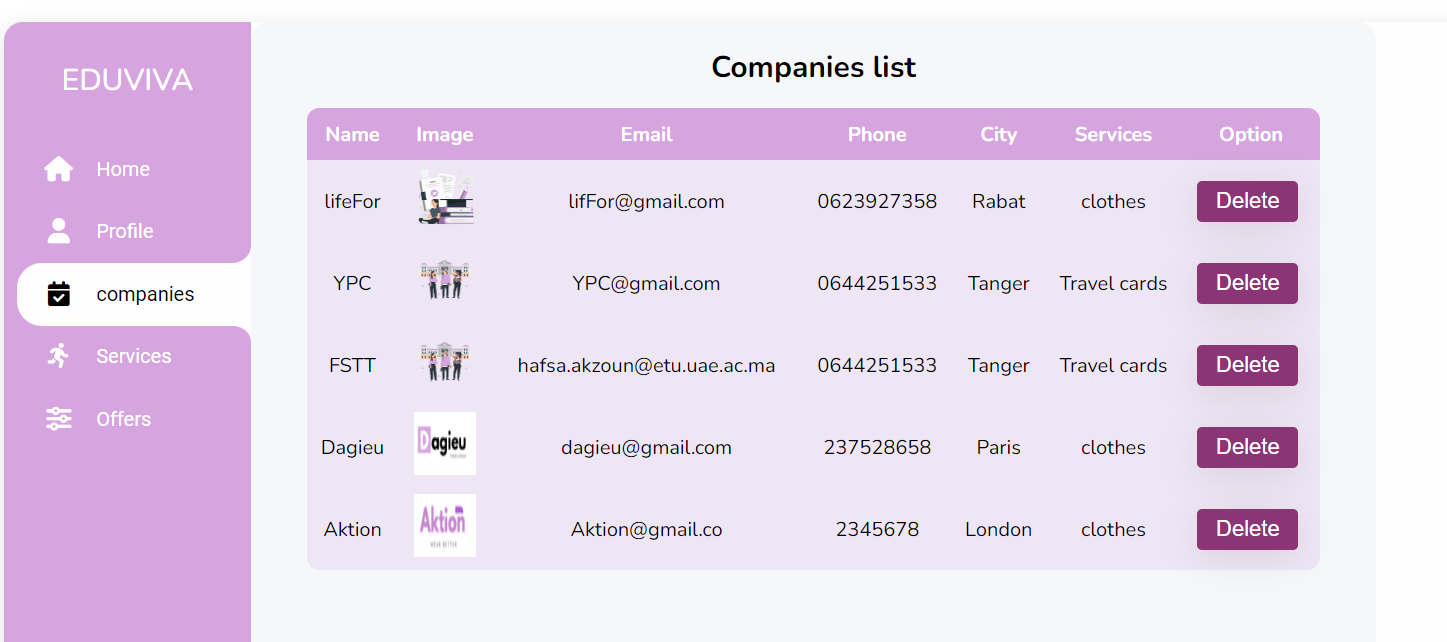 EDUVIVA
Home
Profile
companies
Services
Offers
Companies list
Name Image Email Phone City Services Option
lifeFor lifFor@gmail.com 0623927358 Rabat clothes Delete
YPC YPC@gmail.com 0644251533 Tanger Travel cards Delete
FSTT hafsa.akzoun@etu.uae.ac.ma 0644251533 Tanger Travel cards Delete
Dagieu Dagieu dagieu@gmail.com 237528658 Paris clothes Delete
Aktion Aktion Aktion@gmail.co 2345678 London clothes Delete
WEAR BETTER